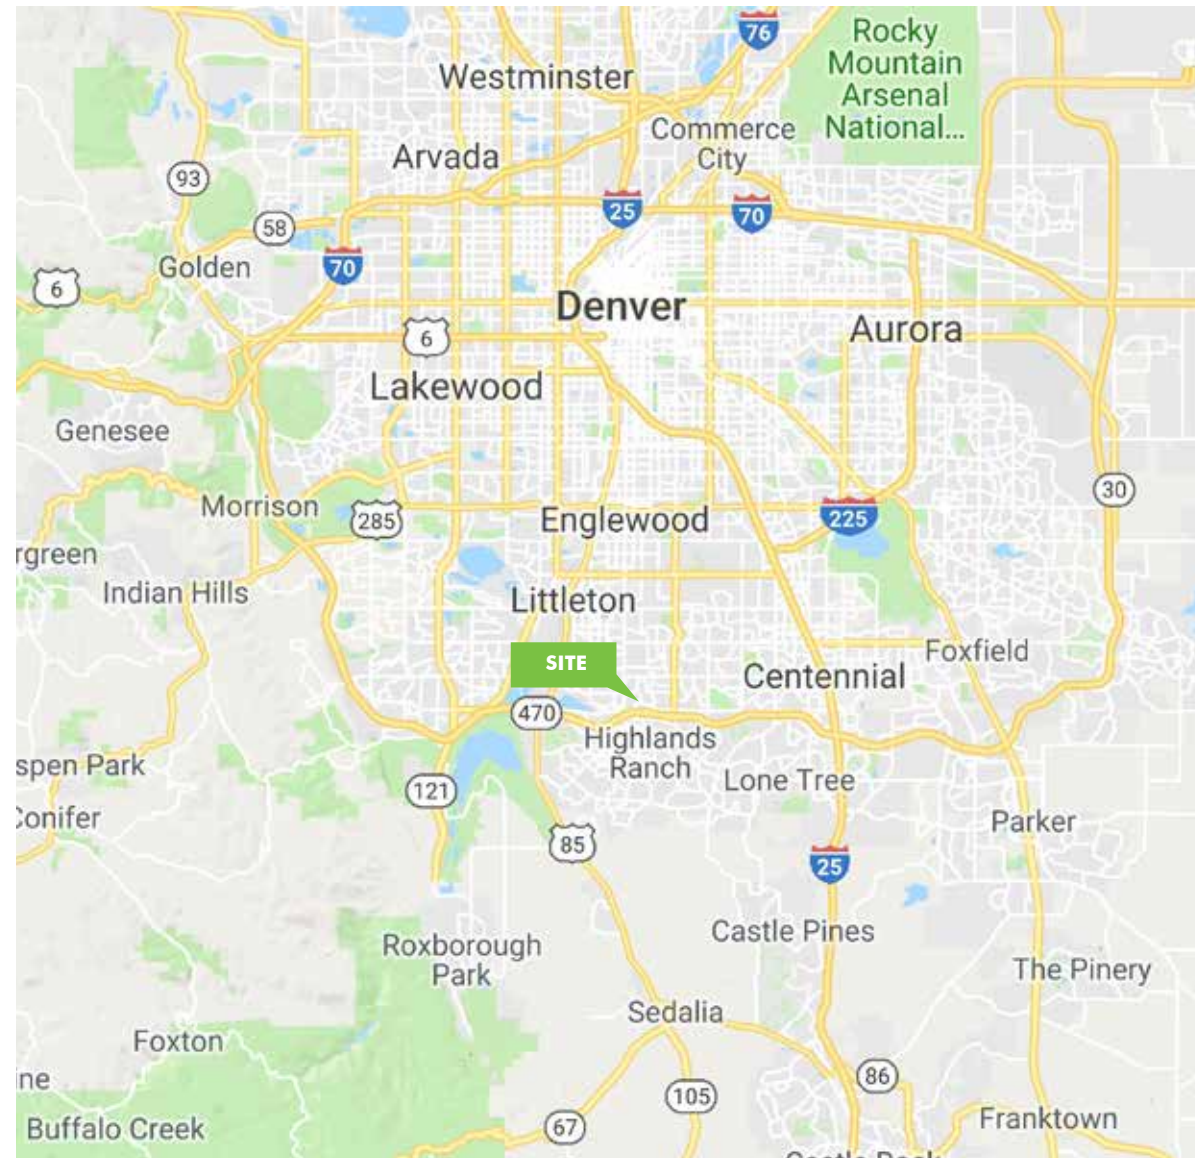 76
Rocky
Mountain
Arsenal
National...
Westminster
Commerce
City
Arvada
93
25
70
58
Golden
70
6
Denver
6
Aurora
Lakewood
Genesee
30
Morrison
285
Englewood
225
rgreen
Indian Hills
Littleton
Foxfield
SITE
Centennial
470
Highlands
Ranch
Lone Tree
spen Park
121
Conifer
Parker
85
25
Castle Pines
Roxborough
Park
The Pinery
Sedalia
Foxton
ne
86
105
Franktown
67
Buffalo Creek